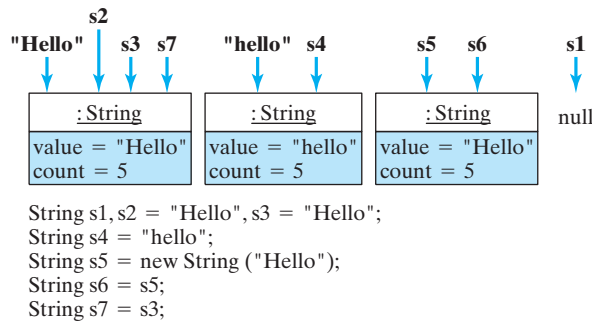 s2
"Hello" s3 s7 "hello" s4 s5 s6 s1
: String : String : String null
value = "Hello" value = "hello" value = "Hello"
count = 5 count = 5 count = 5
String s1, s2 = "Hello", s3 = "Hello";
String s4 = "hello";
String s5 = new String ("Hello");
String s6 = s5;
String s7 = s3;